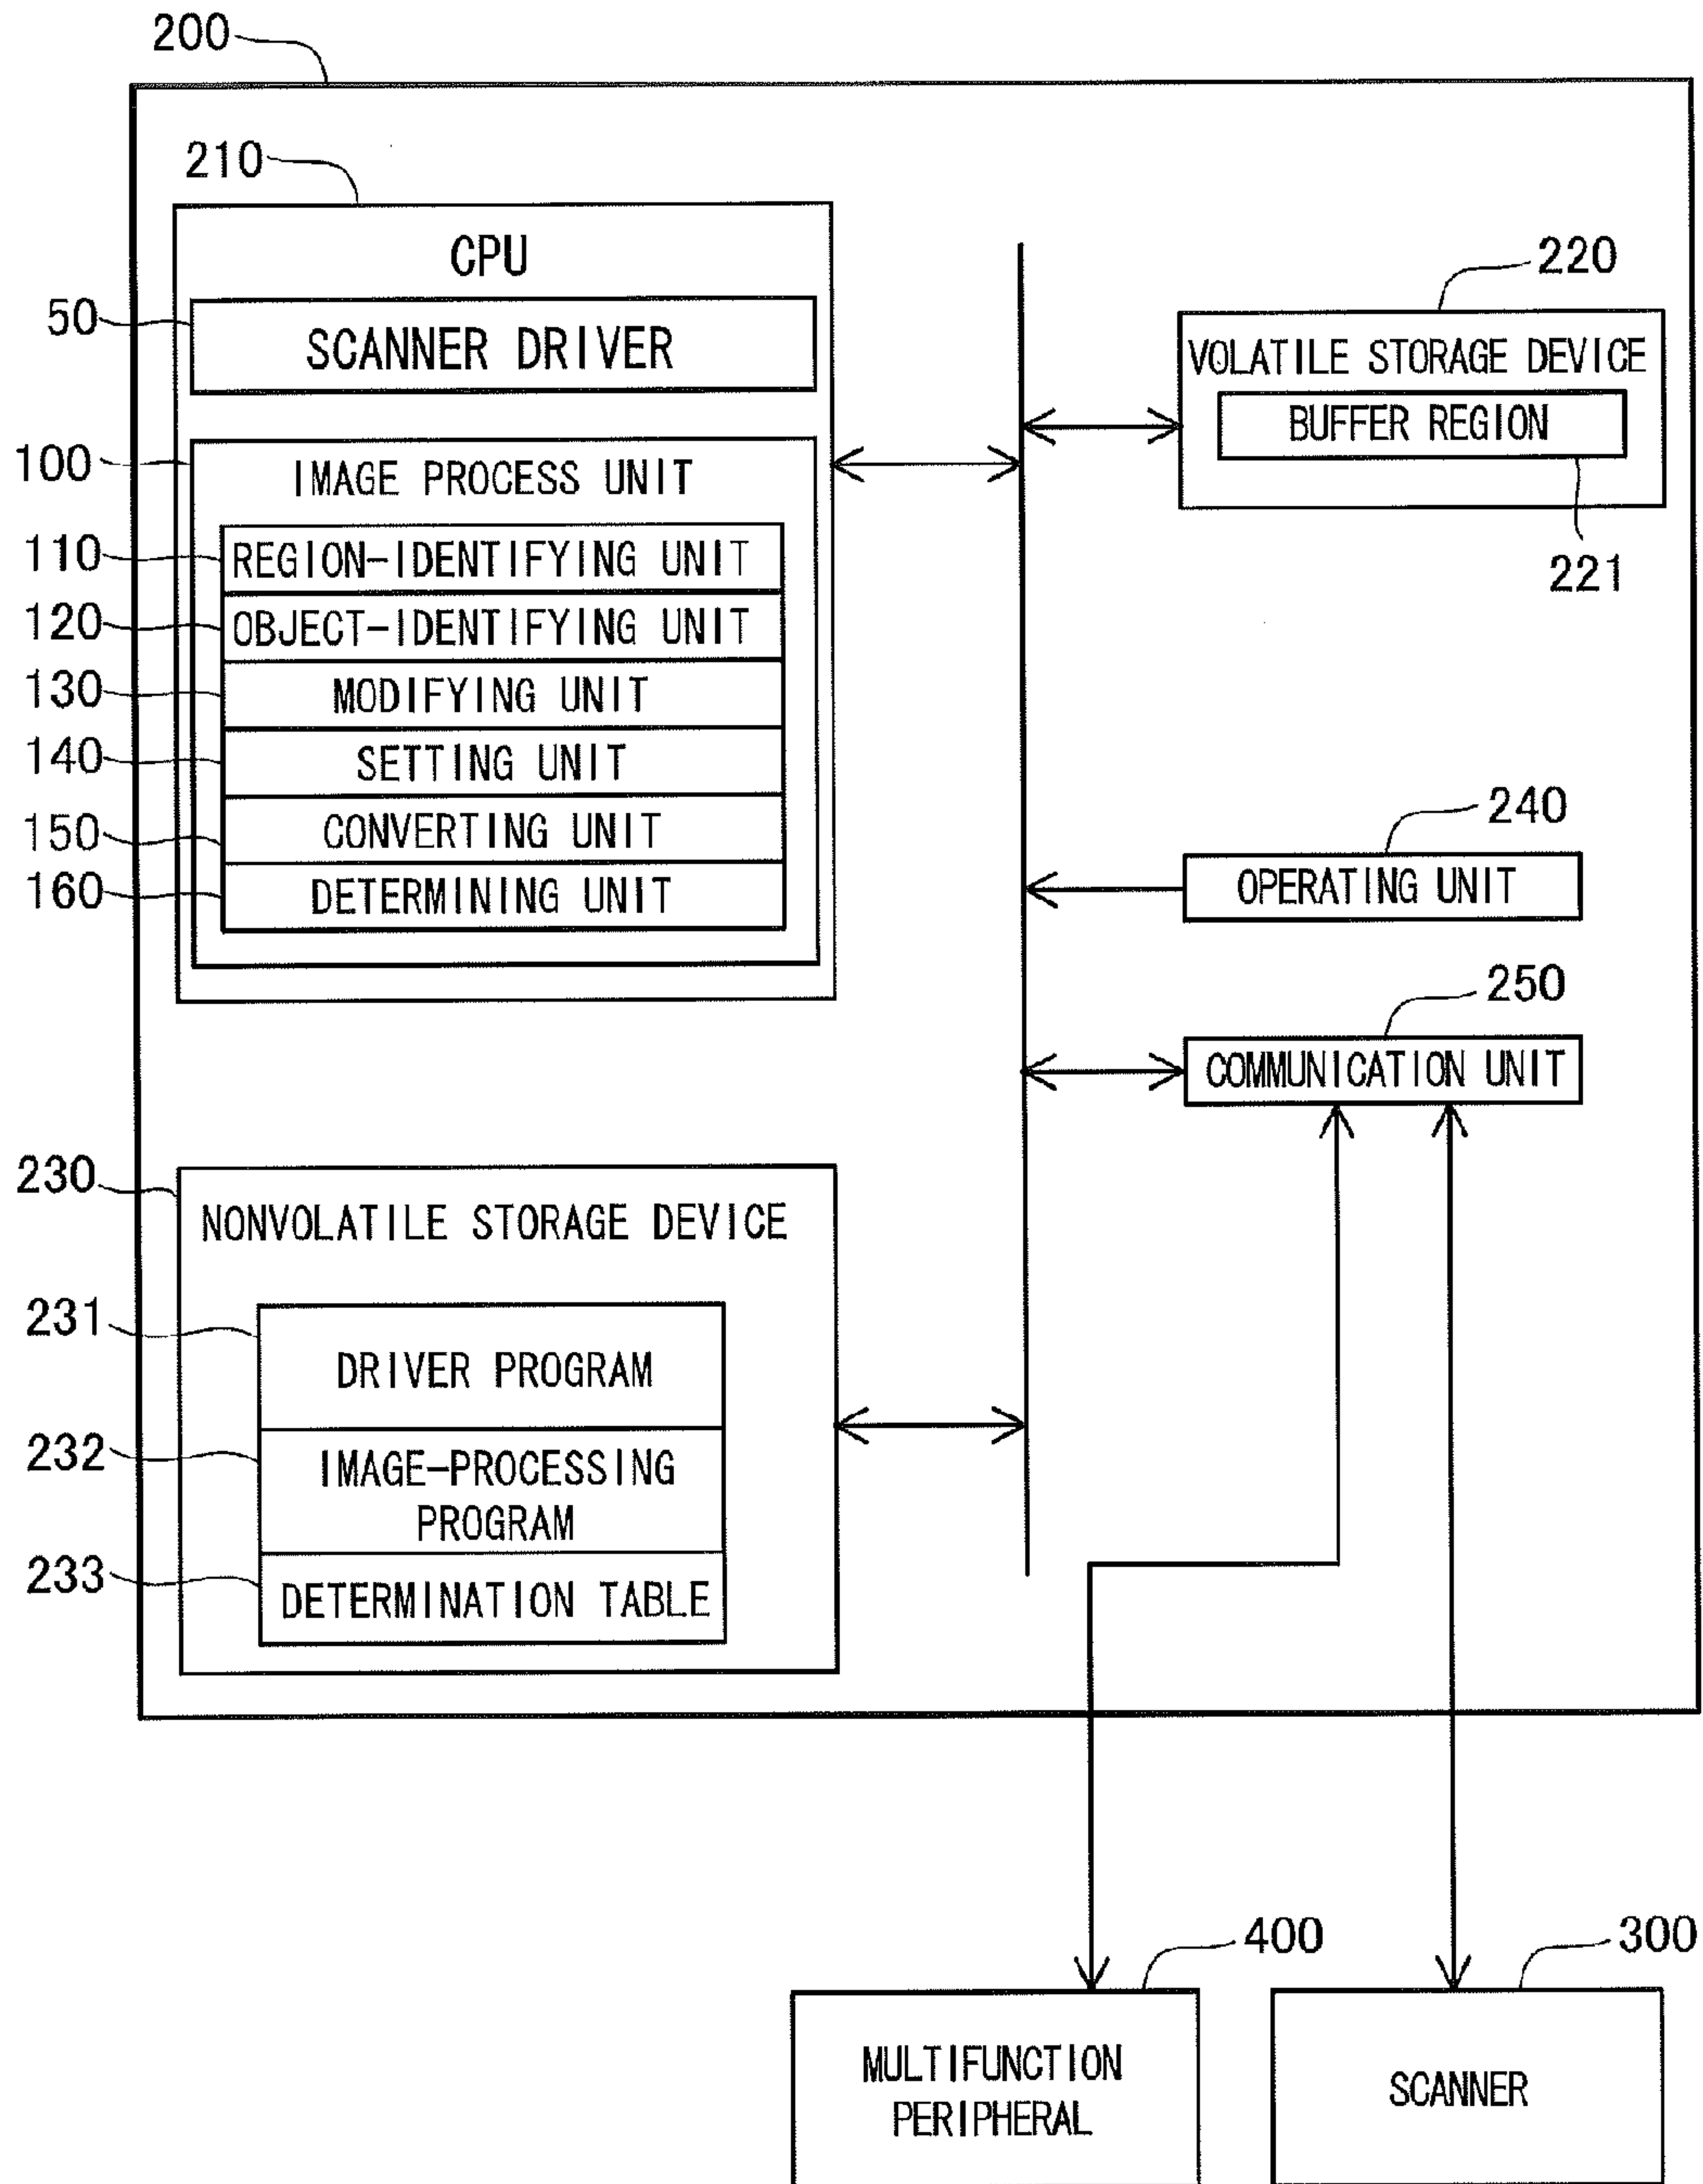 200
210
CPU
50
SCANNER DRIVER
100
IMAGE PROCESS UNIT
110
REGION-IDENTIFYING UNIT
120
OBJECT-IDENTIFYING UNIT
130
MODIFYING UNIT
140
SETTING UNIT
150
CONVERTING UNIT
160
DETERMINING UNIT
220
VOLATILE STORAGE DEVICE
BUFFER REGION
221
240
OPERATING UNIT
250
COMMUNICATION UNIT
230
NONVOLATILE STORAGE DEVICE
231
DRIVER PROGRAM
232
IMAGE-PROCESSING
PROGRAM
233
DETERMINATION TABLE
400
MULTIFUNCTION
PERIPHERAL
300
SCANNER